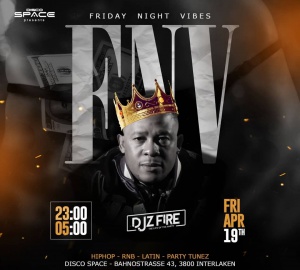 FRIDAY NIGHT VIBES
DISCO
SPACE
presents
FNV
DJZ FIRE
23:00
05:00
FRI
APR
19TH
HIPHOP - RNB - LATIN - PARTY TUNEZ
DISCO SPACE - BAHNOSTRASSE 43, 3800 INTERLAKEN